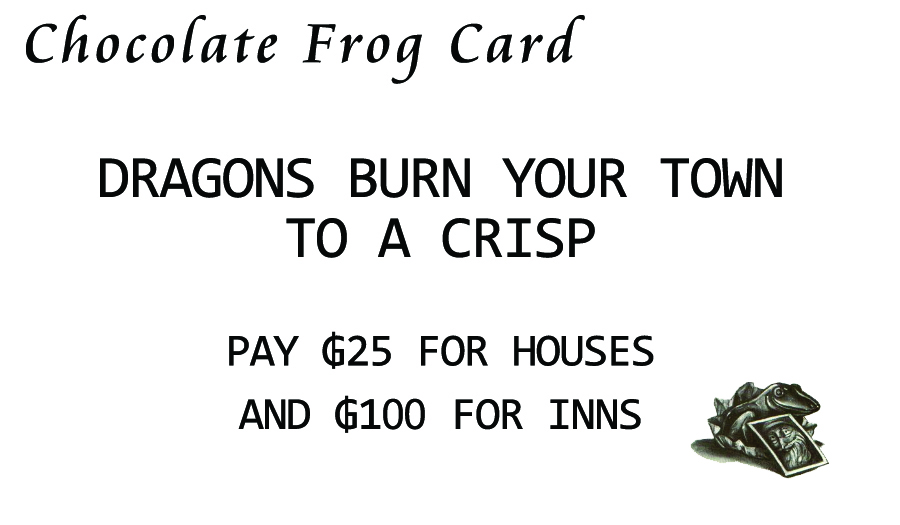 Chocolate Frog Card
DRAGONS BURN YOUR TOWN
TO A CRISP
PAY ₲25 FOR HOUSES
AND ₲100 FOR INNS